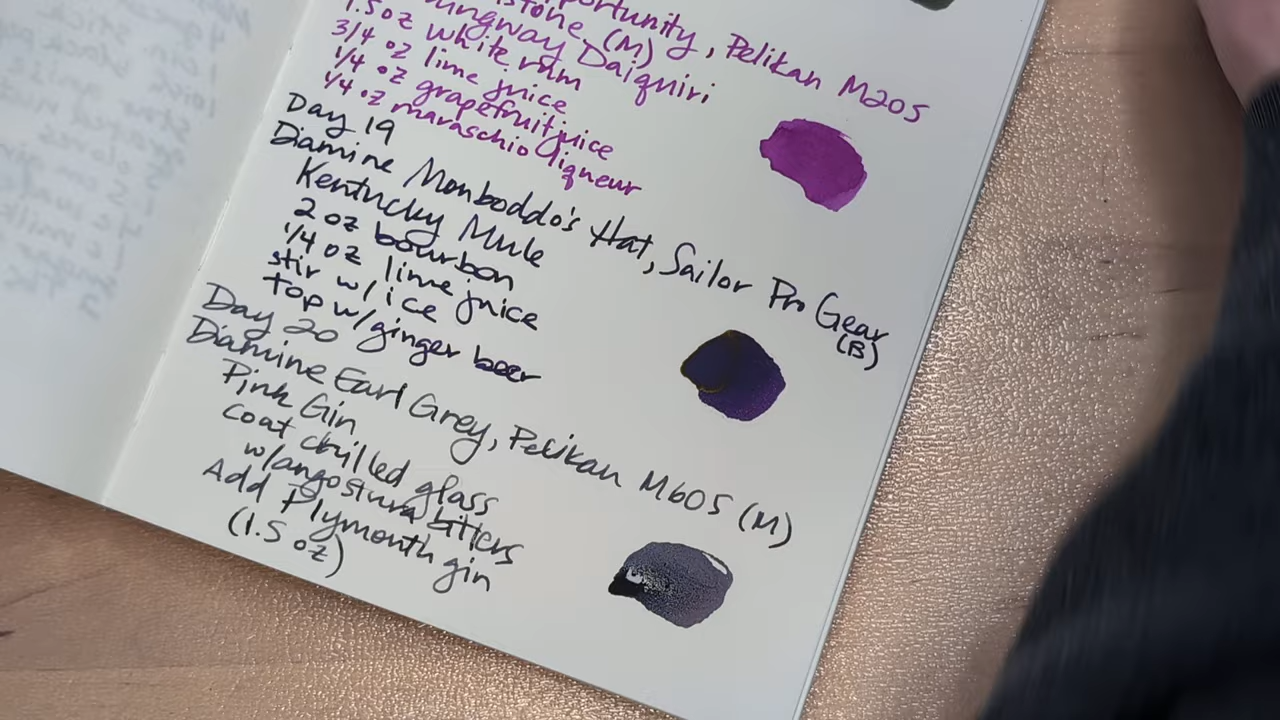 portunity, Pelikan M205
stone (M)
ingway Daiquiri
1.5 oz white rum
3/4 oz lime juice
1/4 oz grapefruit juice
1/4 oz maraschio liqueur
Day 19
Diamine Monboddo's Hat, Sailor Pro Gear
(B)
Kentucky Mule
2 oz bourbon
1/4 oz lime juice
stir w/ice
top w/ginger beer
Day 20
Diamine Earl Grey, Pelikan M605 (M)
Pink Gin
coat chilled glass
w/angostura bitters
Add Plymouth gin
(1.5 oz)